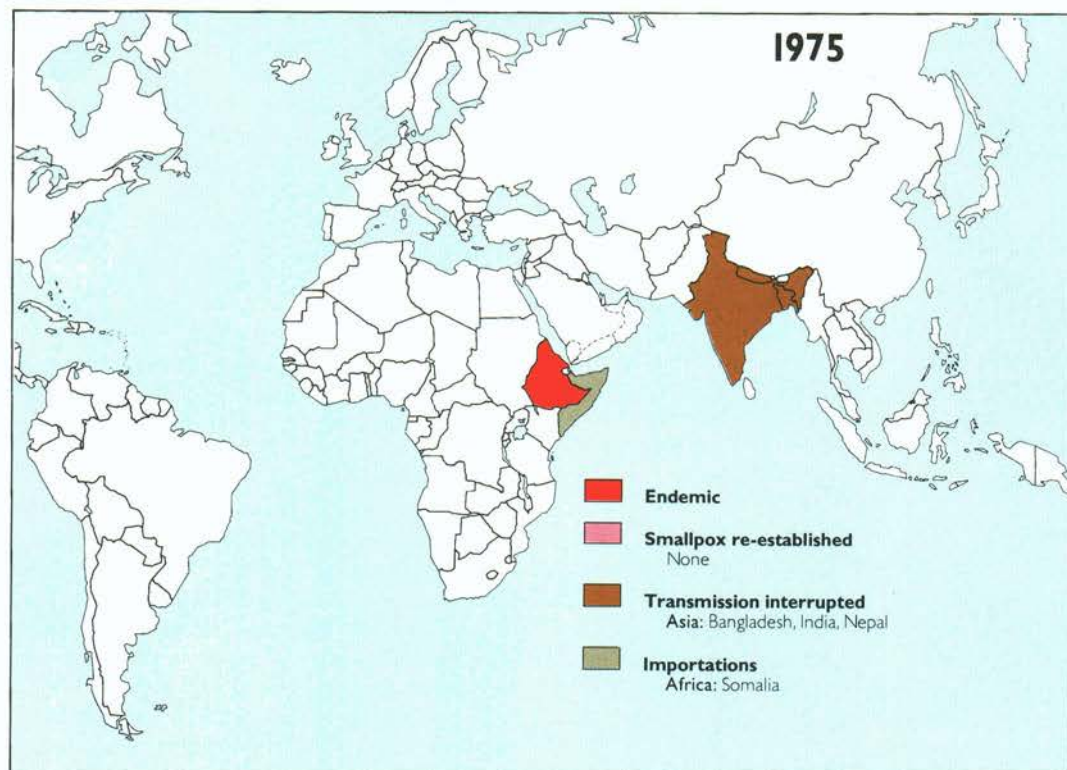 1975
Endemic
Smallpox re-established
None
Transmission interrupted
Asia: Bangladesh, India, Nepal
Importations
Africa: Somalia